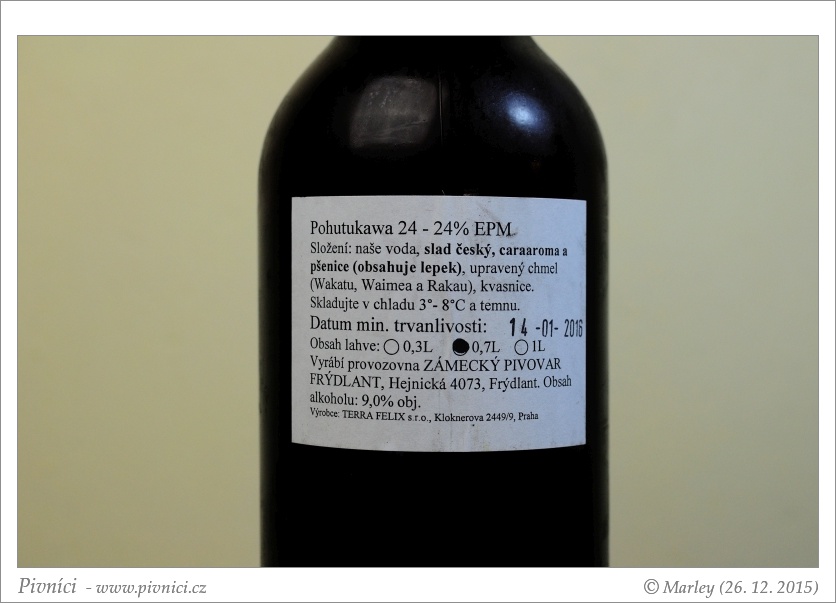 Pohutukawa 24 - 24% EPM
Složení: naše voda, slad český, caraaroma a
pšenice (obsahuje lepek), upravený chmel
(Wakatu, Waimea a Rakau), kvasnice.
Skladujte v chladu 3°- 8°C a temnu.
Datum min. trvanlivosti: 14 -01- 2016
Obsah lahve: 0,3L 0,7L 1L
Vyrábí provozovna ZÁMECKÝ PIVOVAR
FRÝDLANT, Hejnická 4073, Frýdlant. Obsah
alkoholu: 9,0% obj.
Výrobce: TERRA FELIX s.r.o., Kloknerova 2449/9, Praha
Pivníci - www.pivnici.cz
© Marley (26. 12. 2015)